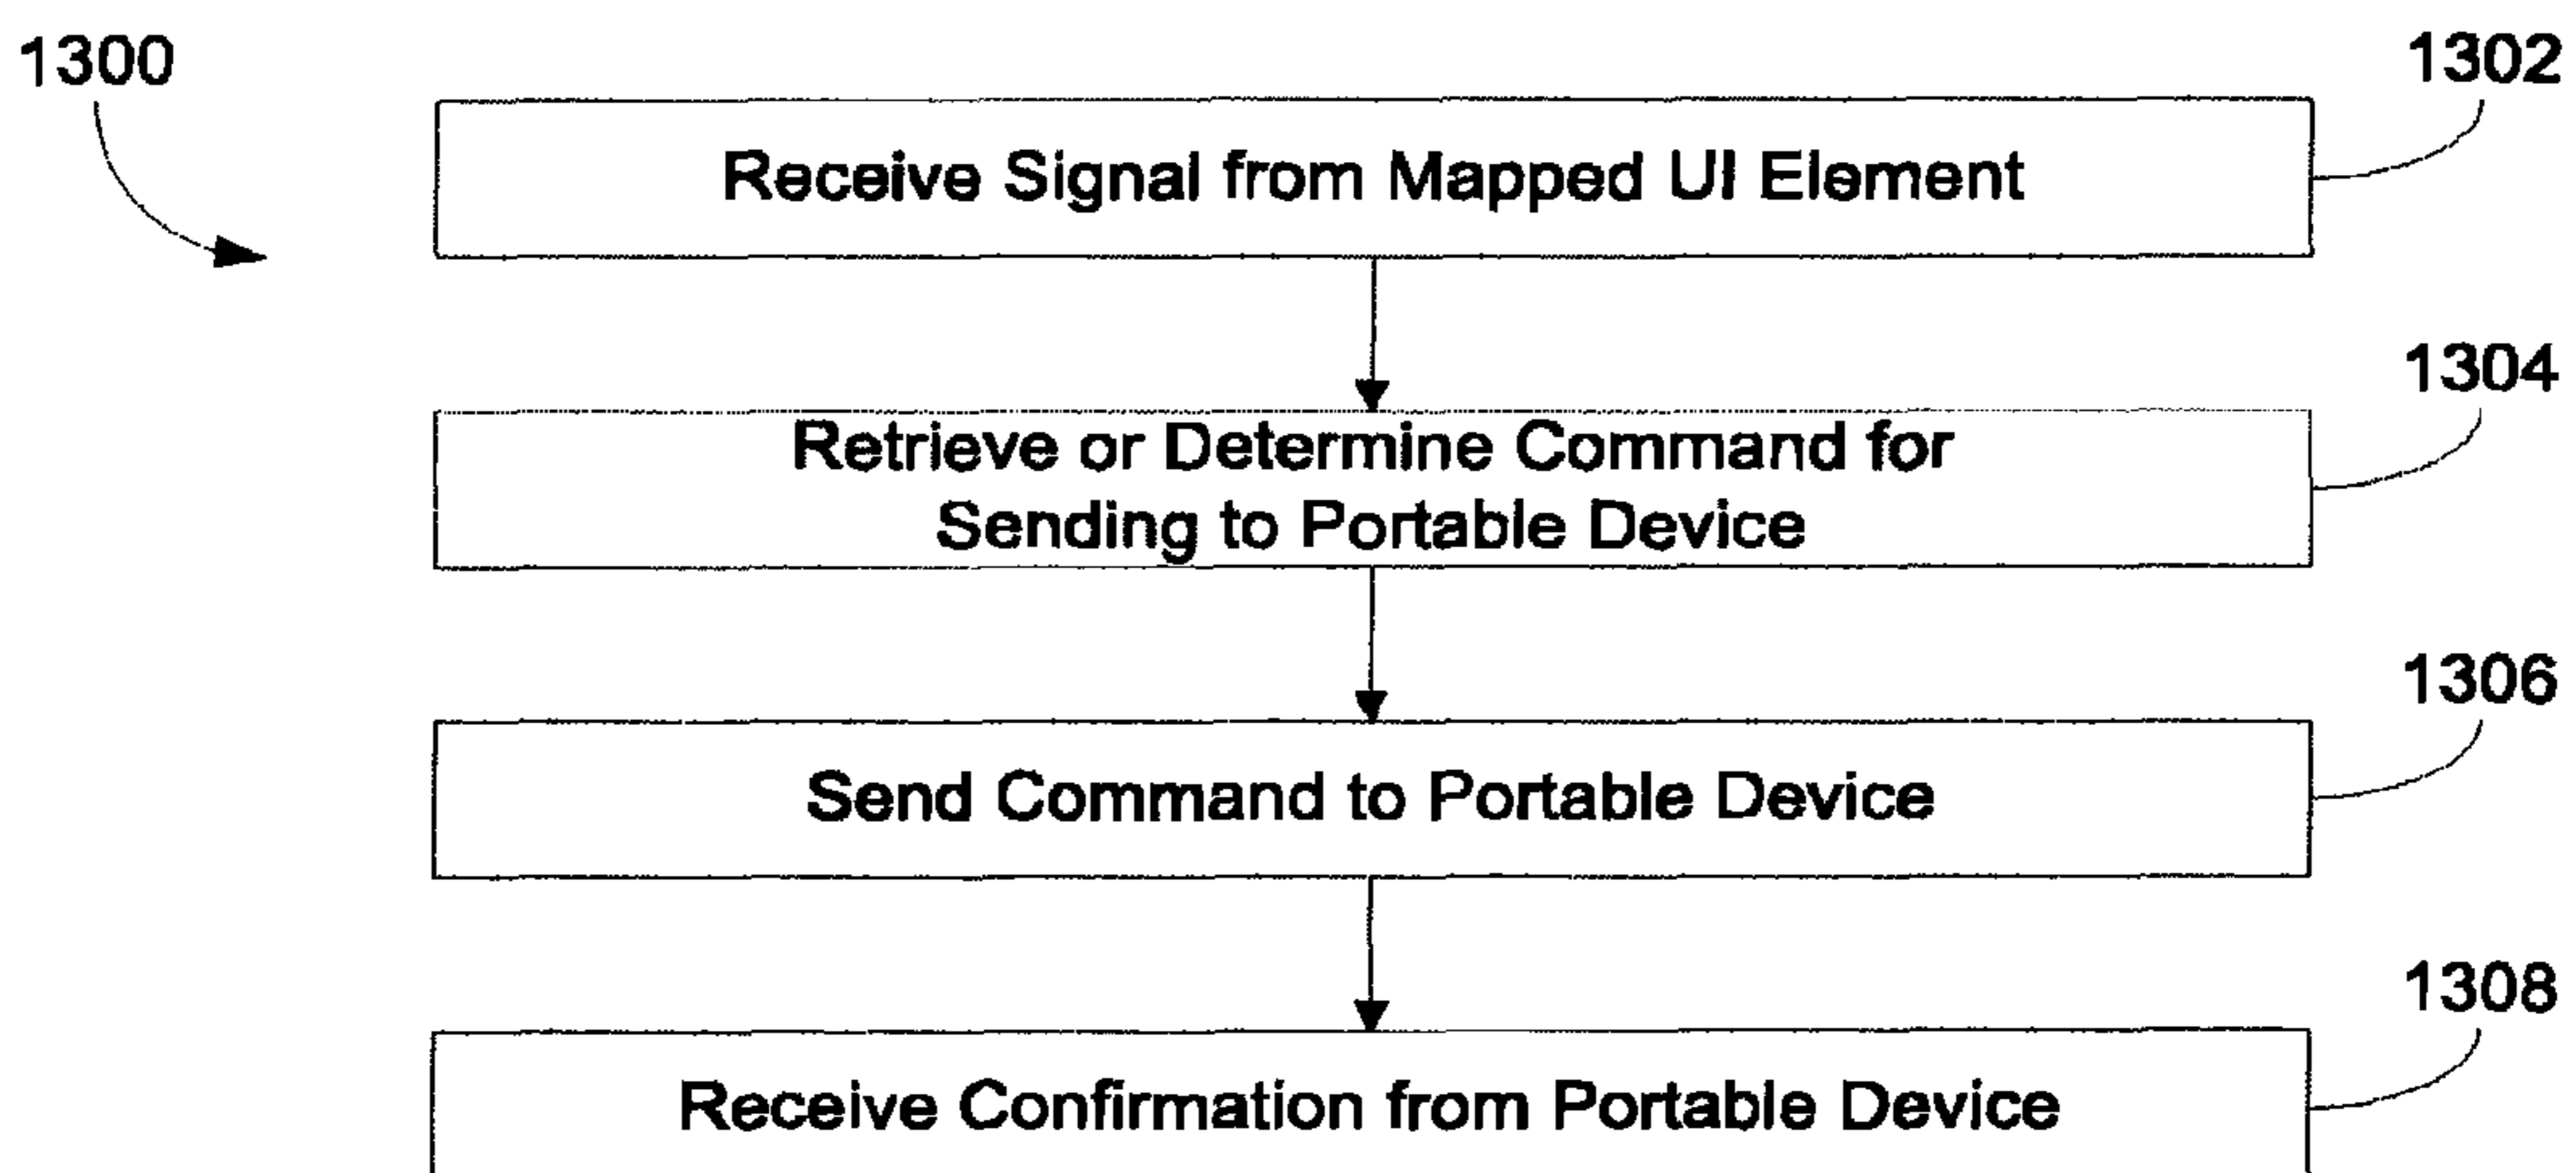 1300
1302
Receive Signal from Mapped UI Element
1304
Retrieve or Determine Command for
Sending to Portable Device
1306
Send Command to Portable Device
1308
Receive Confirmation from Portable Device